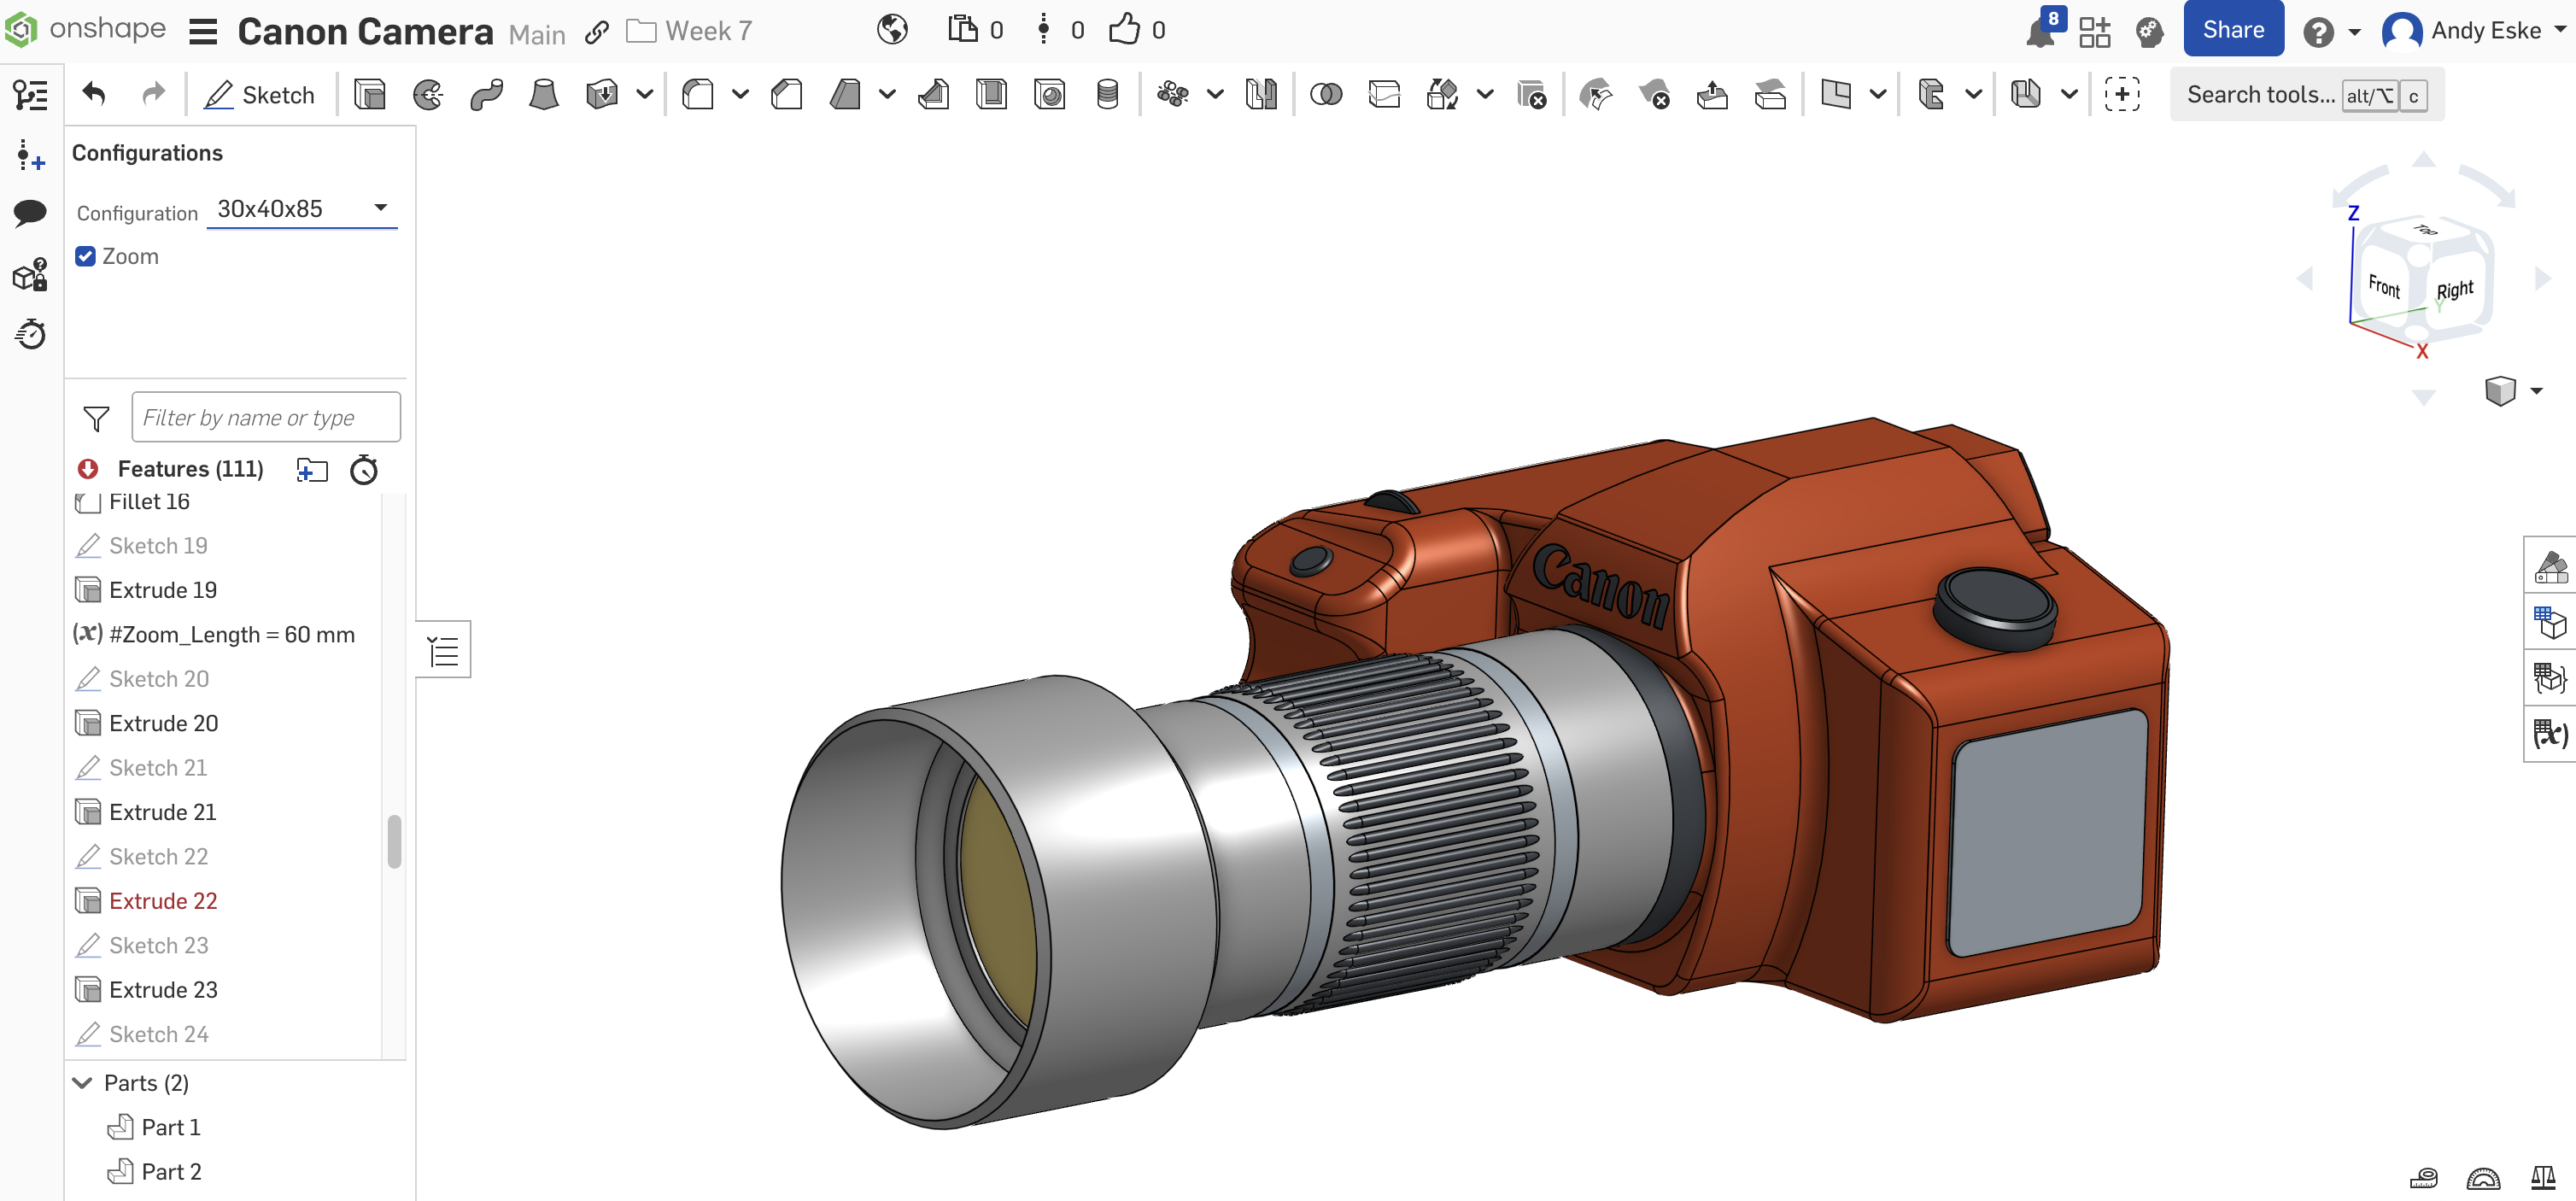 onshape Canon Camera Main Week 7 0 0 0 8 Share Andy Eske
Sketch Search tools... alt/⌥ c
Configurations
Configuration 30x40x85
Zoom
Filter by name or type
Features (111)
Fillet 16
Sketch 19
Extrude 19
(x) #Zoom_Length = 60 mm
Sketch 20
Extrude 20
Sketch 21
Extrude 21
Sketch 22
Extrude 22
Sketch 23
Extrude 23
Sketch 24
Parts (2)
Part 1
Part 2
Canon
Z
Top
Front
Right
Y
X
(x)